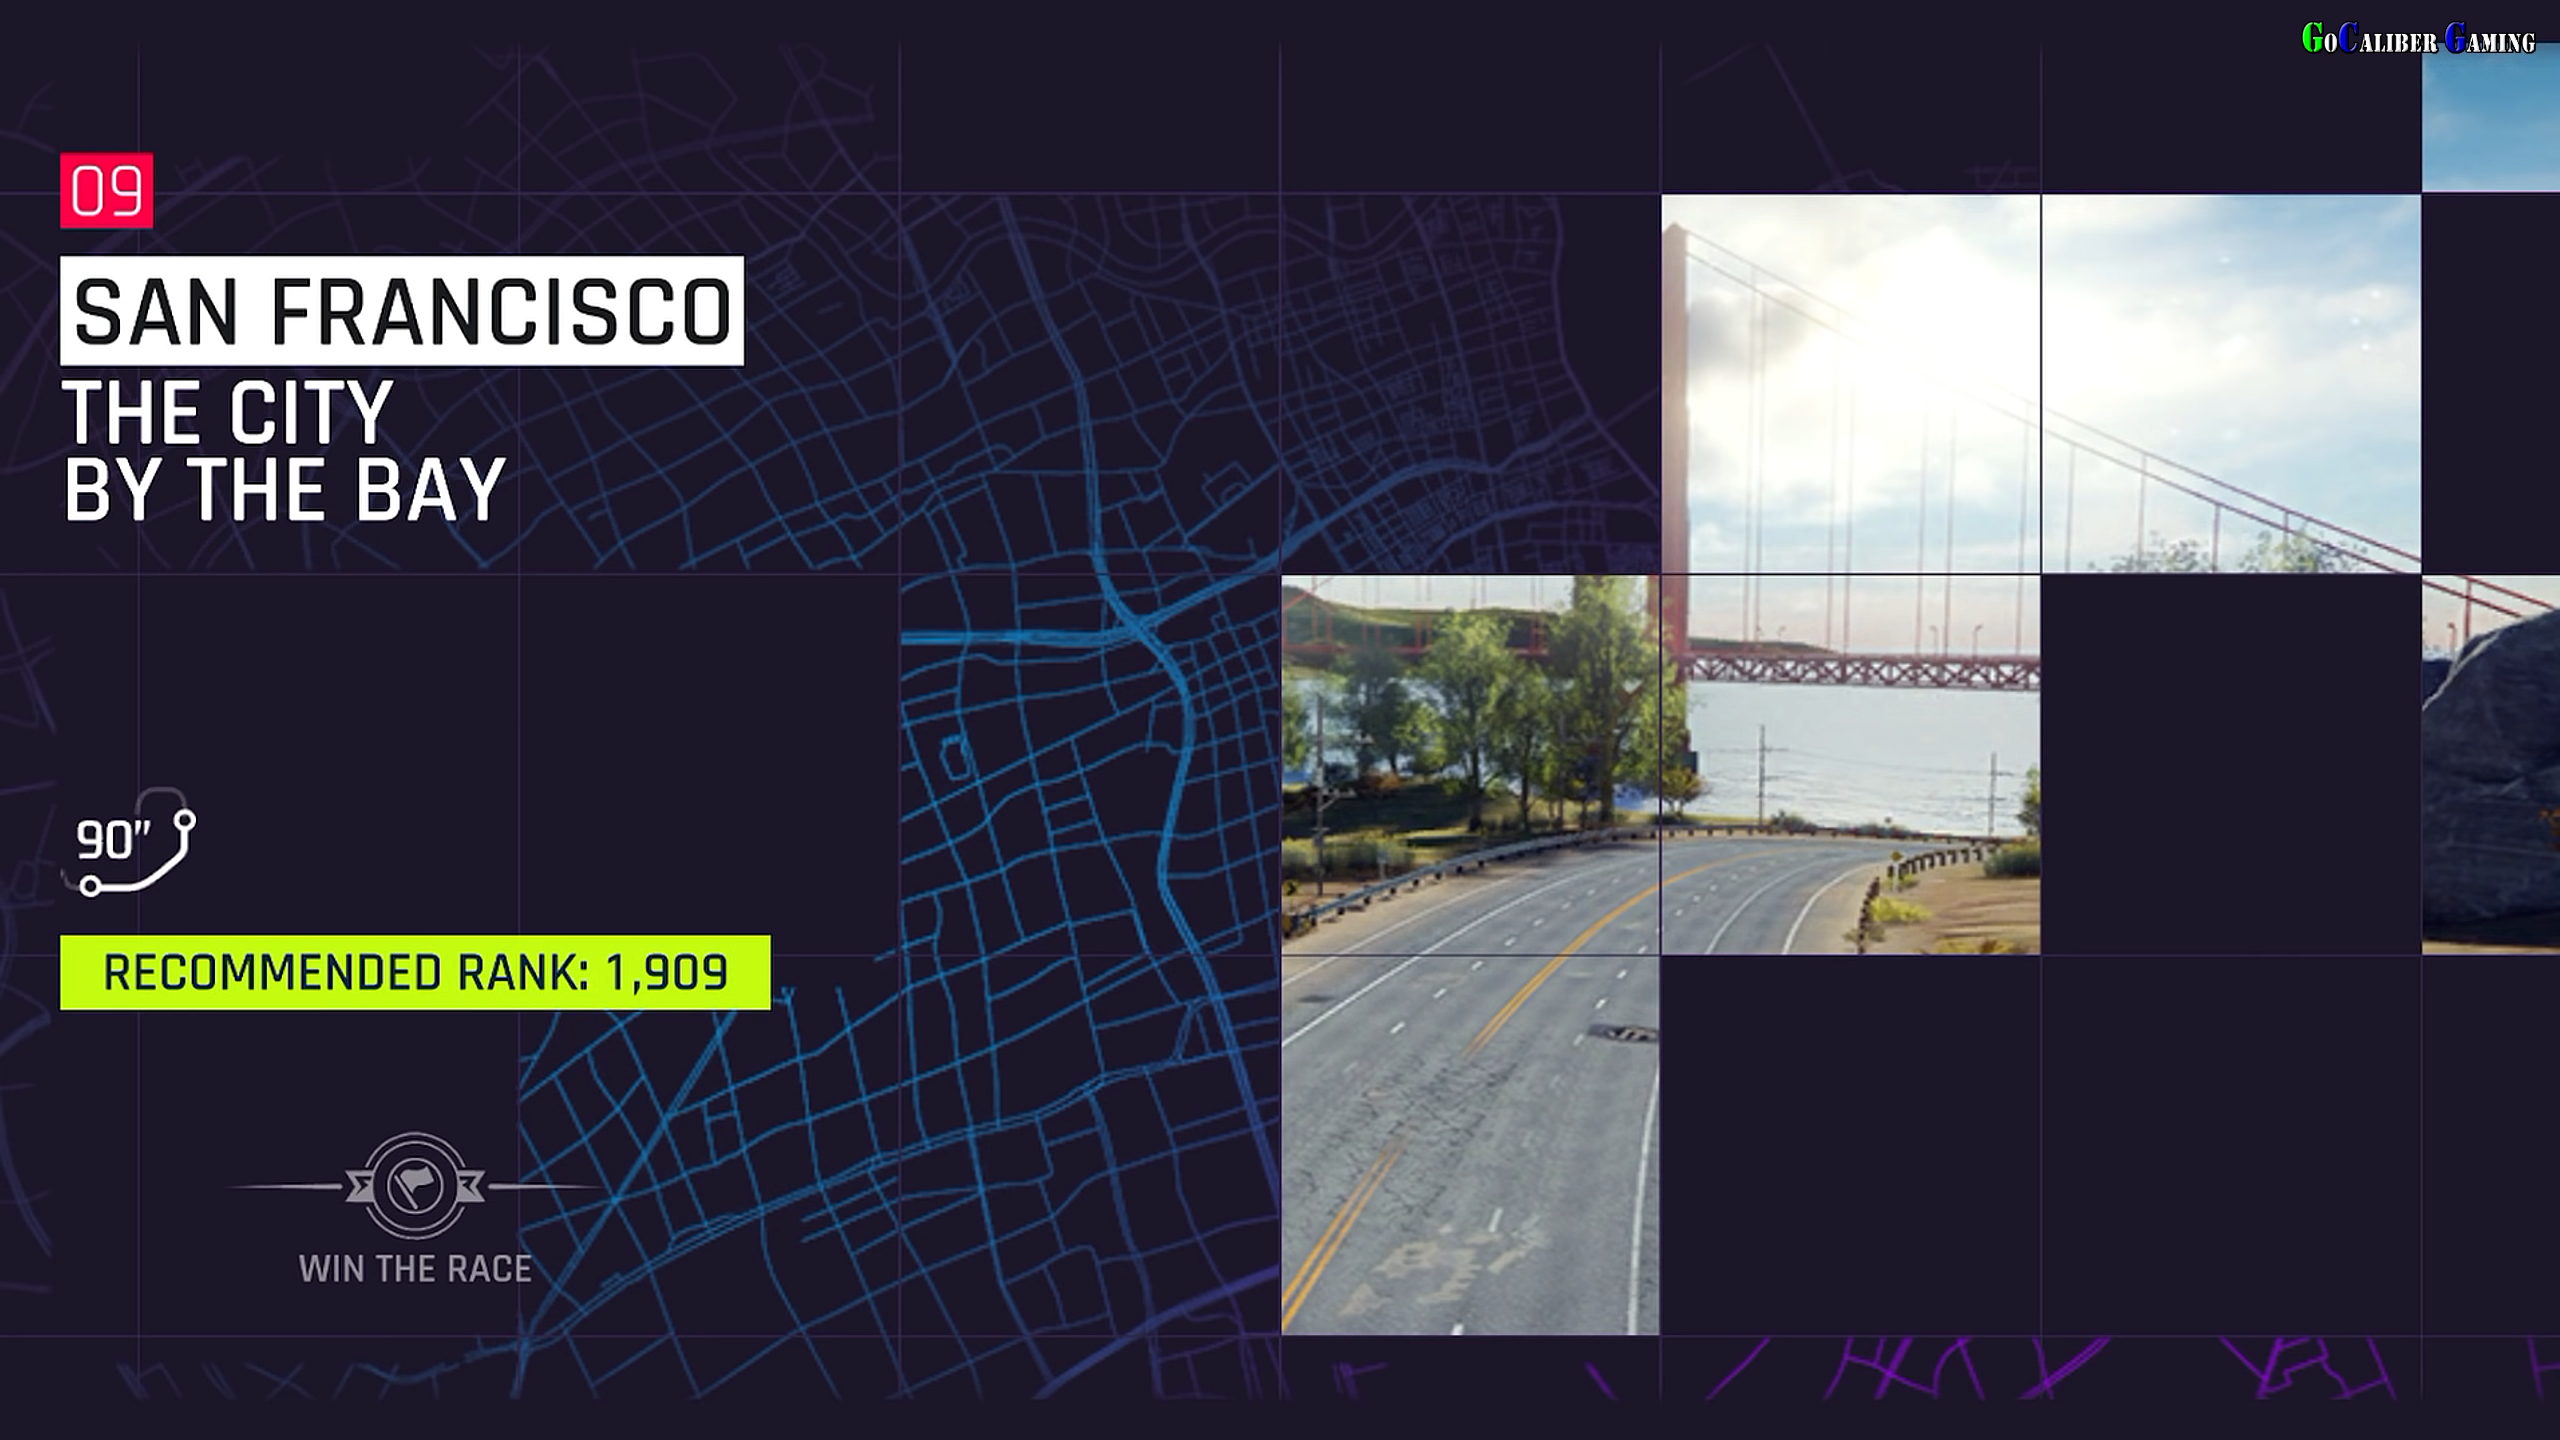 GoCaliber Gaming
09
SAN FRANCISCO
THE CITY
BY THE BAY
90"
RECOMMENDED RANK: 1,909
WIN THE RACE